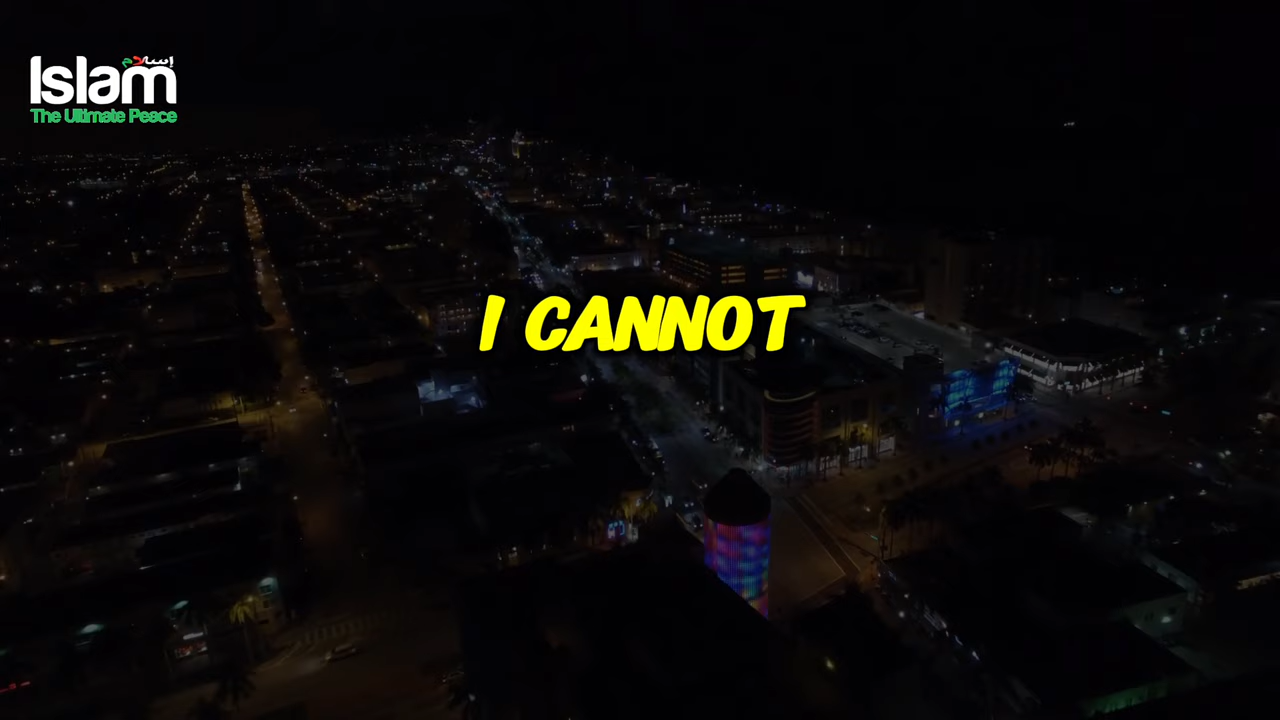 إسلام
Islam
The Ultimate Peace
I CANNOT